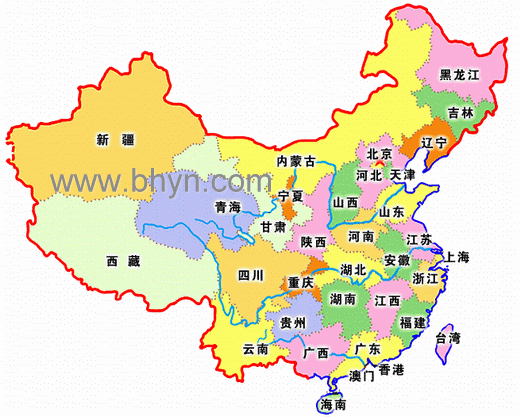 黑龙江
吉林
辽宁
新疆
内蒙古
北京
河北
天津
www.bhyn.com
宁夏
山西
山东
青海
甘肃
陕西
河南
江苏
西藏
四川
重庆
湖北
安徽
上海
浙江
湖南
江西
贵州
福建
云南
广西
广东
台湾
澳门
香港
海南